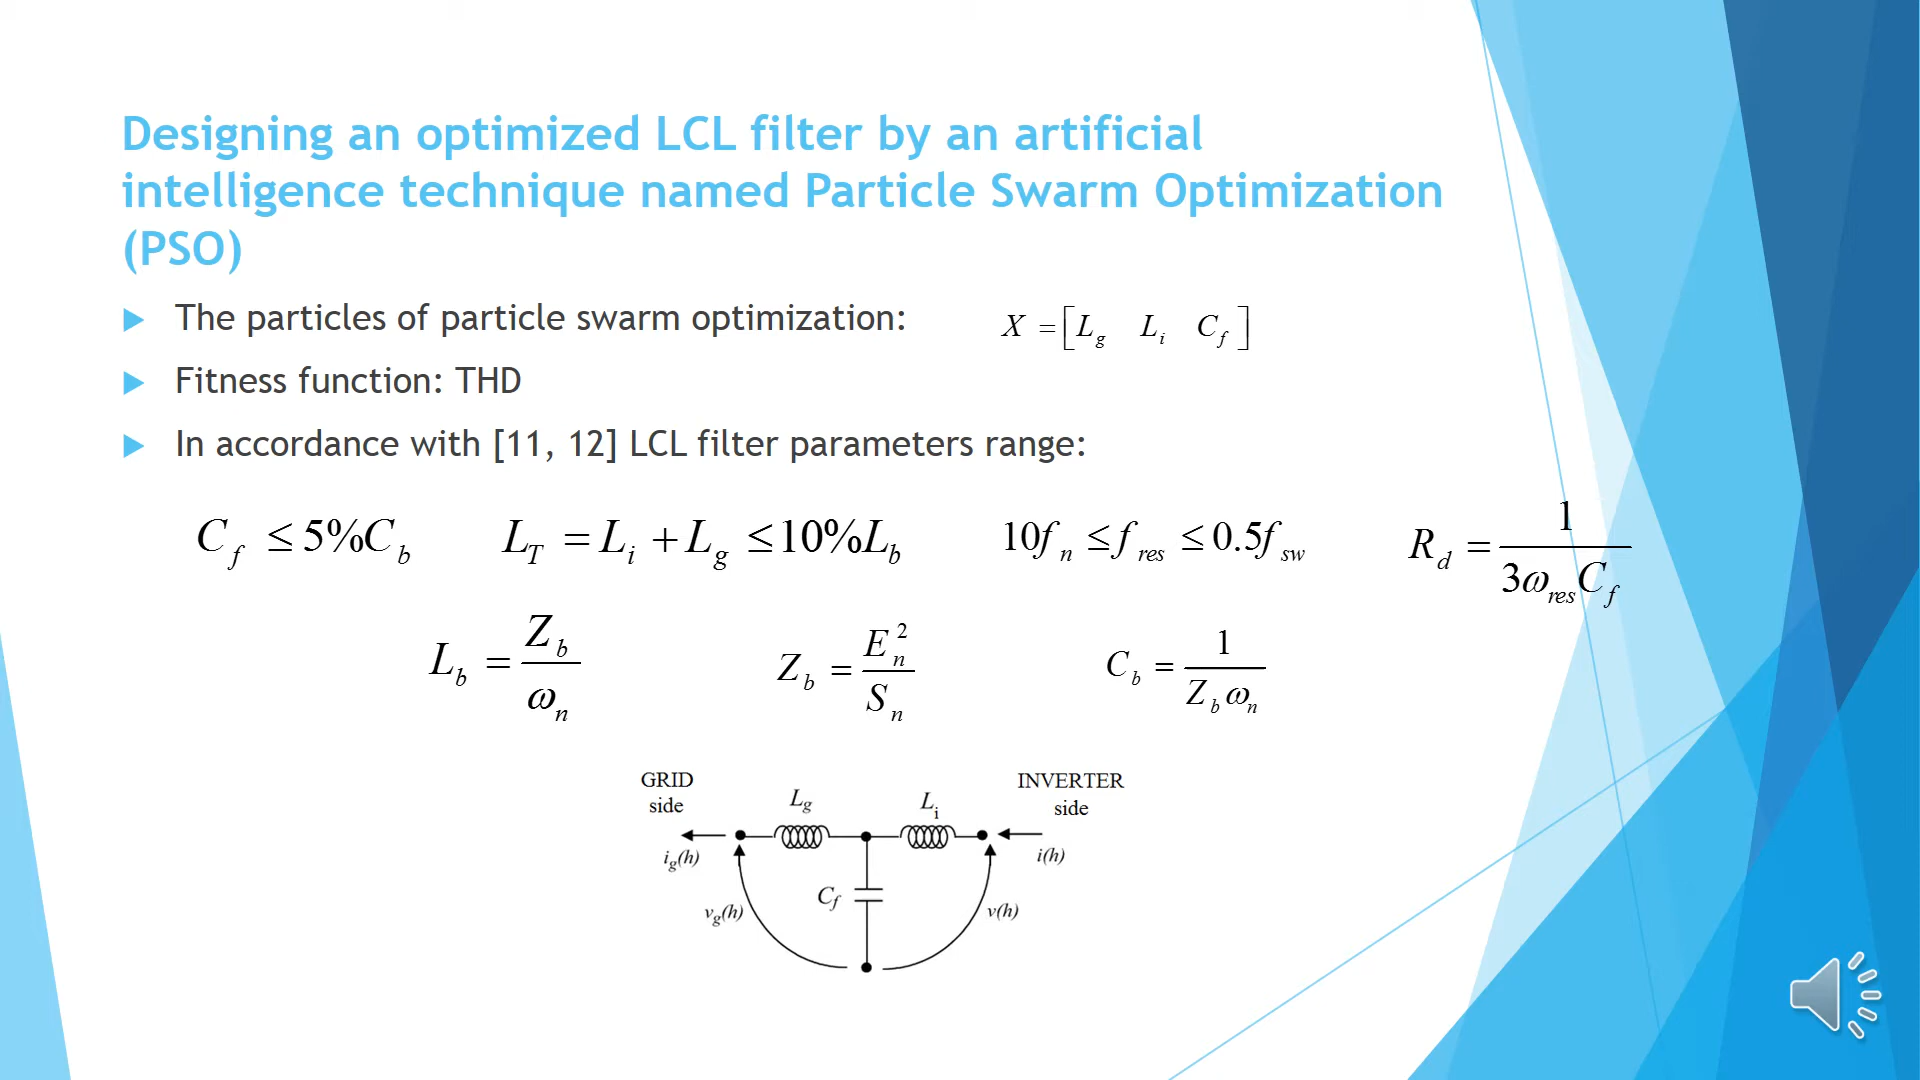 Designing an optimized LCL filter by an artificial
intelligence technique named Particle Swarm Optimization
(PSO)
The particles of particle swarm optimization: X = [L_g L_i C_f]
Fitness function: THD
In accordance with [11, 12] LCL filter parameters range:
C_f ≤ 5%C_b L_T = L_i + L_g ≤ 10%L_b 10f_n ≤ f_res ≤ 0.5f_sw R_d = 1 / (3ω_res C_f)
L_b = Z_b / ω_n Z_b = E_n^2 / S_n C_b = 1 / (Z_b ω_n)
GRID
side
L_g
L_i
INVERTER
side
i_g(h)
i(h)
C_f
v_g(h)
v(h)